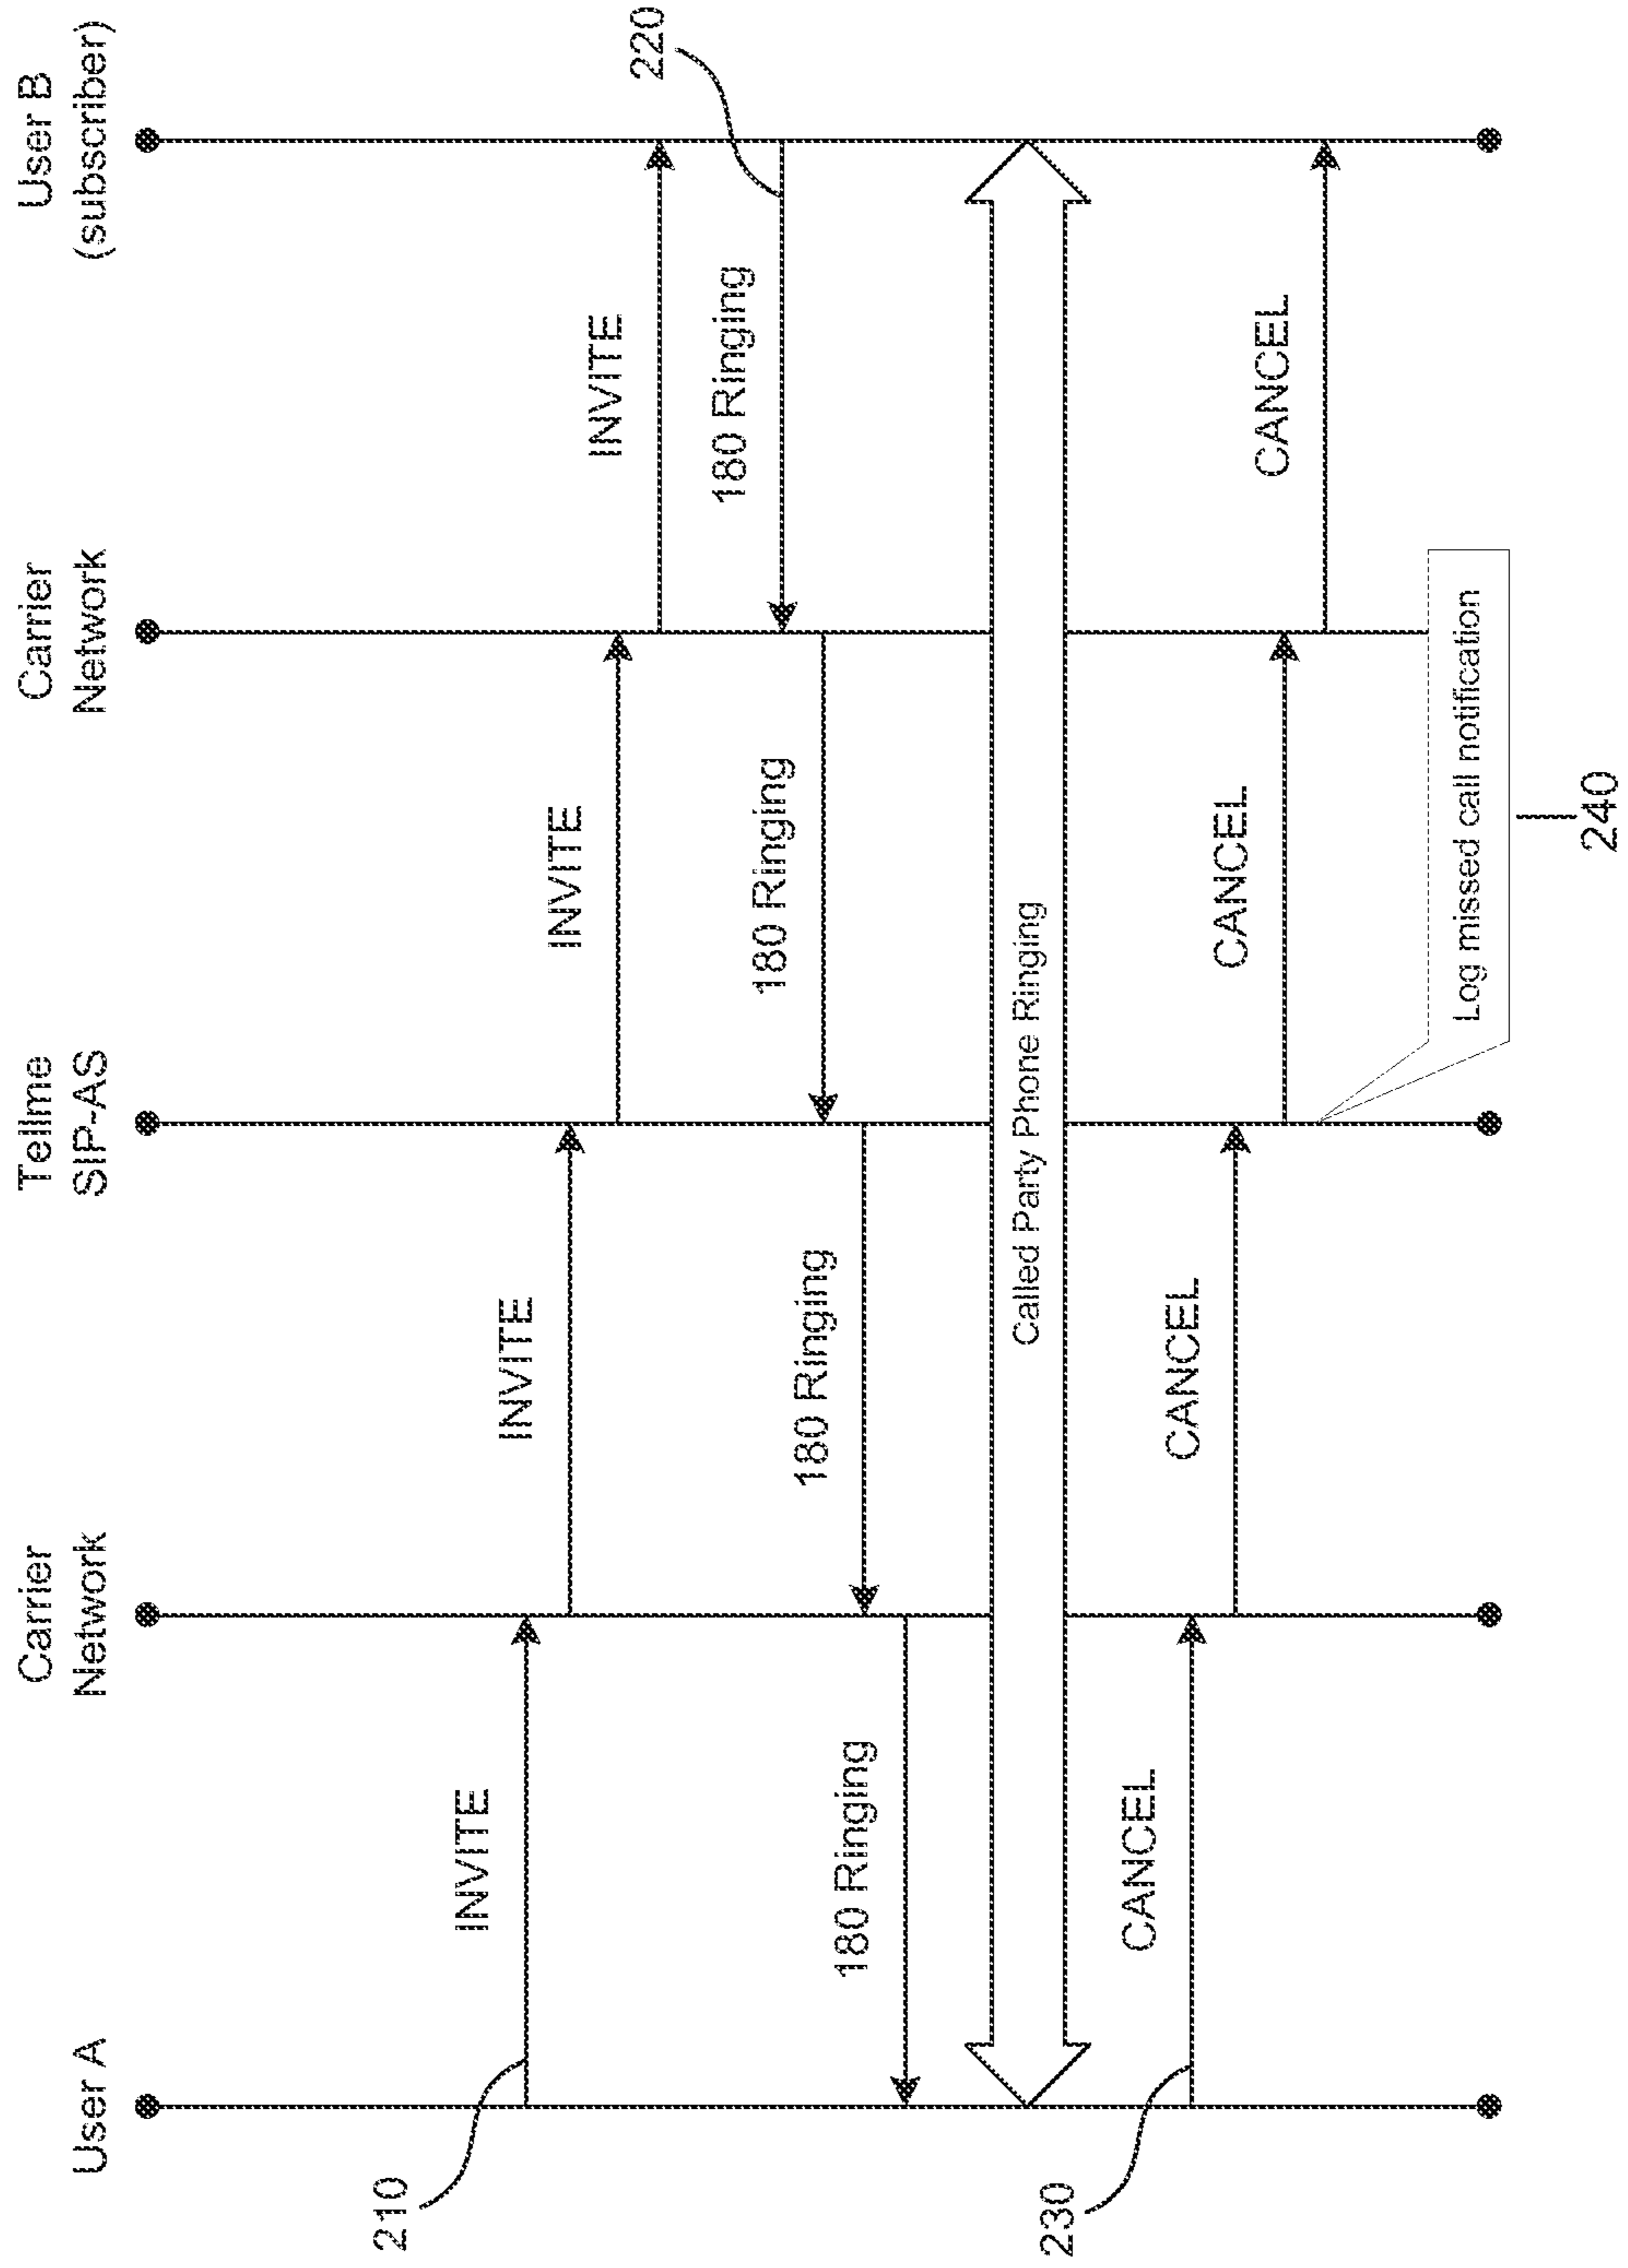 User A
Carrier
Network
Tellme
SIP-AS
Carrier
Network
User B
(subscriber)
210
INVITE
INVITE
INVITE
INVITE
220
180 Ringing
180 Ringing
180 Ringing
180 Ringing
Called Party Phone Ringing
230
CANCEL
CANCEL
CANCEL
CANCEL
Log missed call notification
240